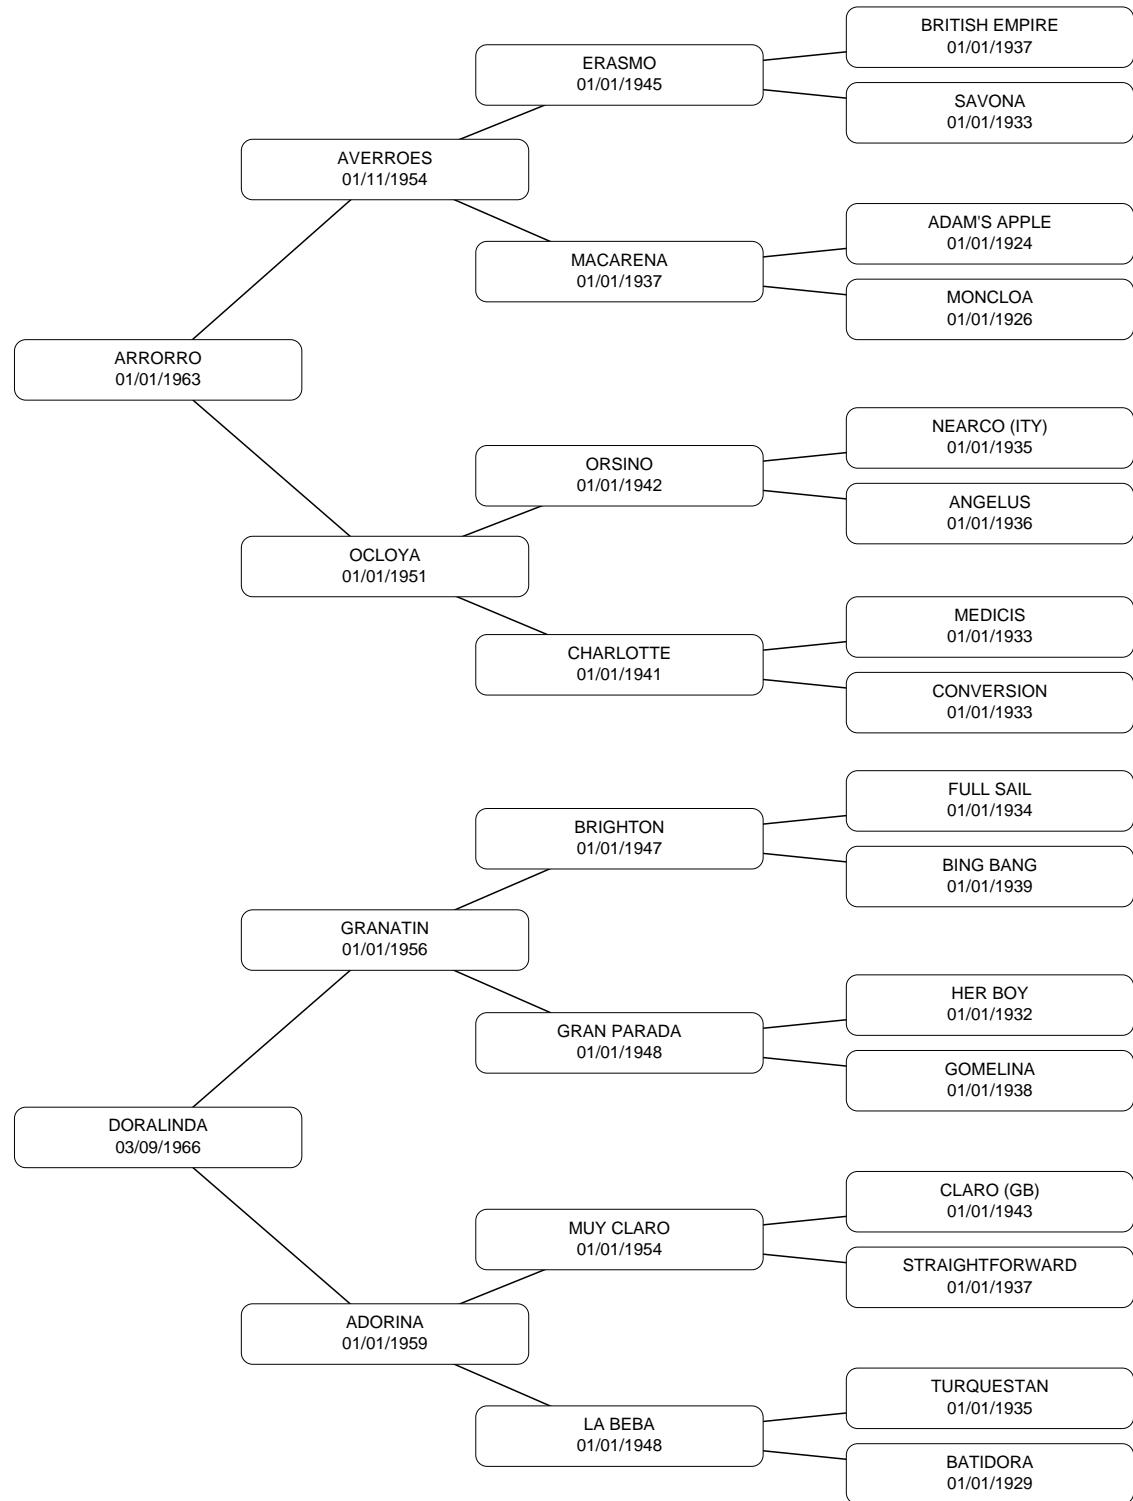 BRITISH EMPIRE
01/01/1937
ERASMO
01/01/1945
SAVONA
01/01/1933
AVERROES
01/11/1954
ADAM'S APPLE
01/01/1924
MACARENA
01/01/1937
MONCLOA
01/01/1926
ARRORRO
01/01/1963
NEARCO (ITY)
01/01/1935
ORSINO
01/01/1942
ANGELUS
01/01/1936
OCLOYA
01/01/1951
MEDICIS
01/01/1933
CHARLOTTE
01/01/1941
CONVERSION
01/01/1933
FULL SAIL
01/01/1934
BRIGHTON
01/01/1947
BING BANG
01/01/1939
GRANATIN
01/01/1956
HER BOY
01/01/1932
GRAN PARADA
01/01/1948
GOMELINA
01/01/1938
DORALINDA
03/09/1966
CLARO (GB)
01/01/1943
MUY CLARO
01/01/1954
STRAIGHTFORWARD
01/01/1937
ADORINA
01/01/1959
TURQUESTAN
01/01/1935
LA BEBA
01/01/1948
BATIDORA
01/01/1929